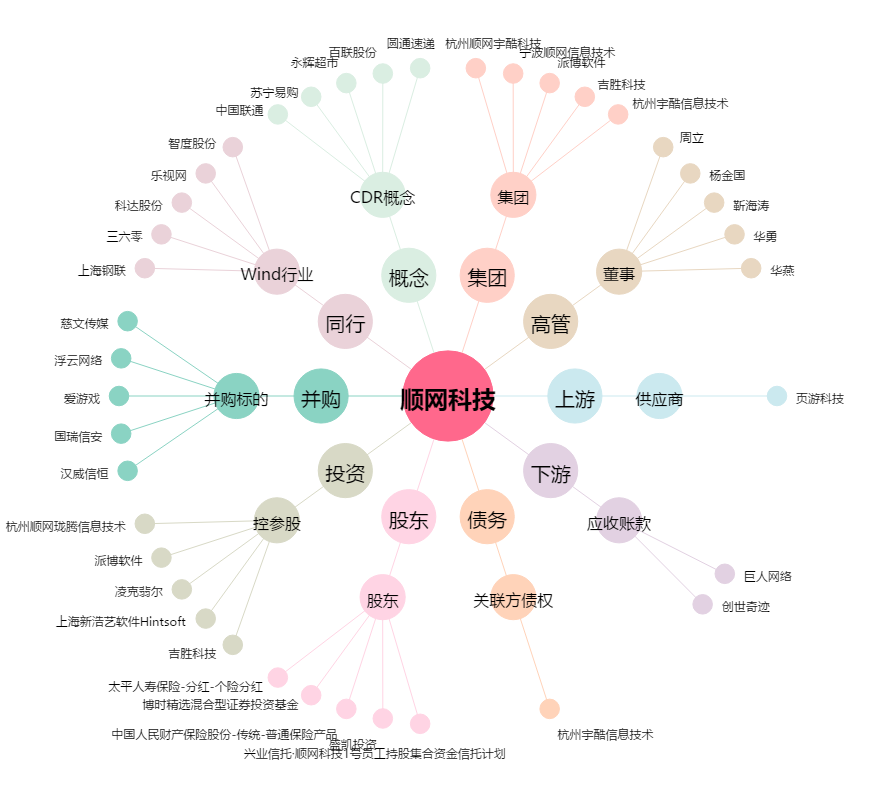 圆通速递
杭州顺网宇酷科技
百联股份
宁波顺网信息技术
永辉超市
派博软件
苏宁易购
吉胜科技
中国联通
杭州宇酷信息技术
智度股份
周立
乐视网
杨金国
CDR概念
集团
科达股份
靳海涛
三六零
华勇
上海钢联
Wind行业
概念
集团
董事
华燕
慈文传媒
同行
高管
浮云网络
爱游戏
并购标的
并购
顺网科技
上游
供应商
页游科技
国瑞信安
汉威信恒
投资
下游
杭州顺网珑腾信息技术
控参股
股东
债务
应收账款
派博软件
巨人网络
凌克翡尔
股东
关联方债权
创世奇迹
上海新浩艺软件Hintsoft
吉胜科技
太平人寿保险-分红-个险分红
博时精选混合型证券投资基金
中国人民财产保险股份-传统-普通保险产品
杭州宇酷信息技术
盛凯投资
兴业信托·顺网科技1号员工持股集合资金信托计划